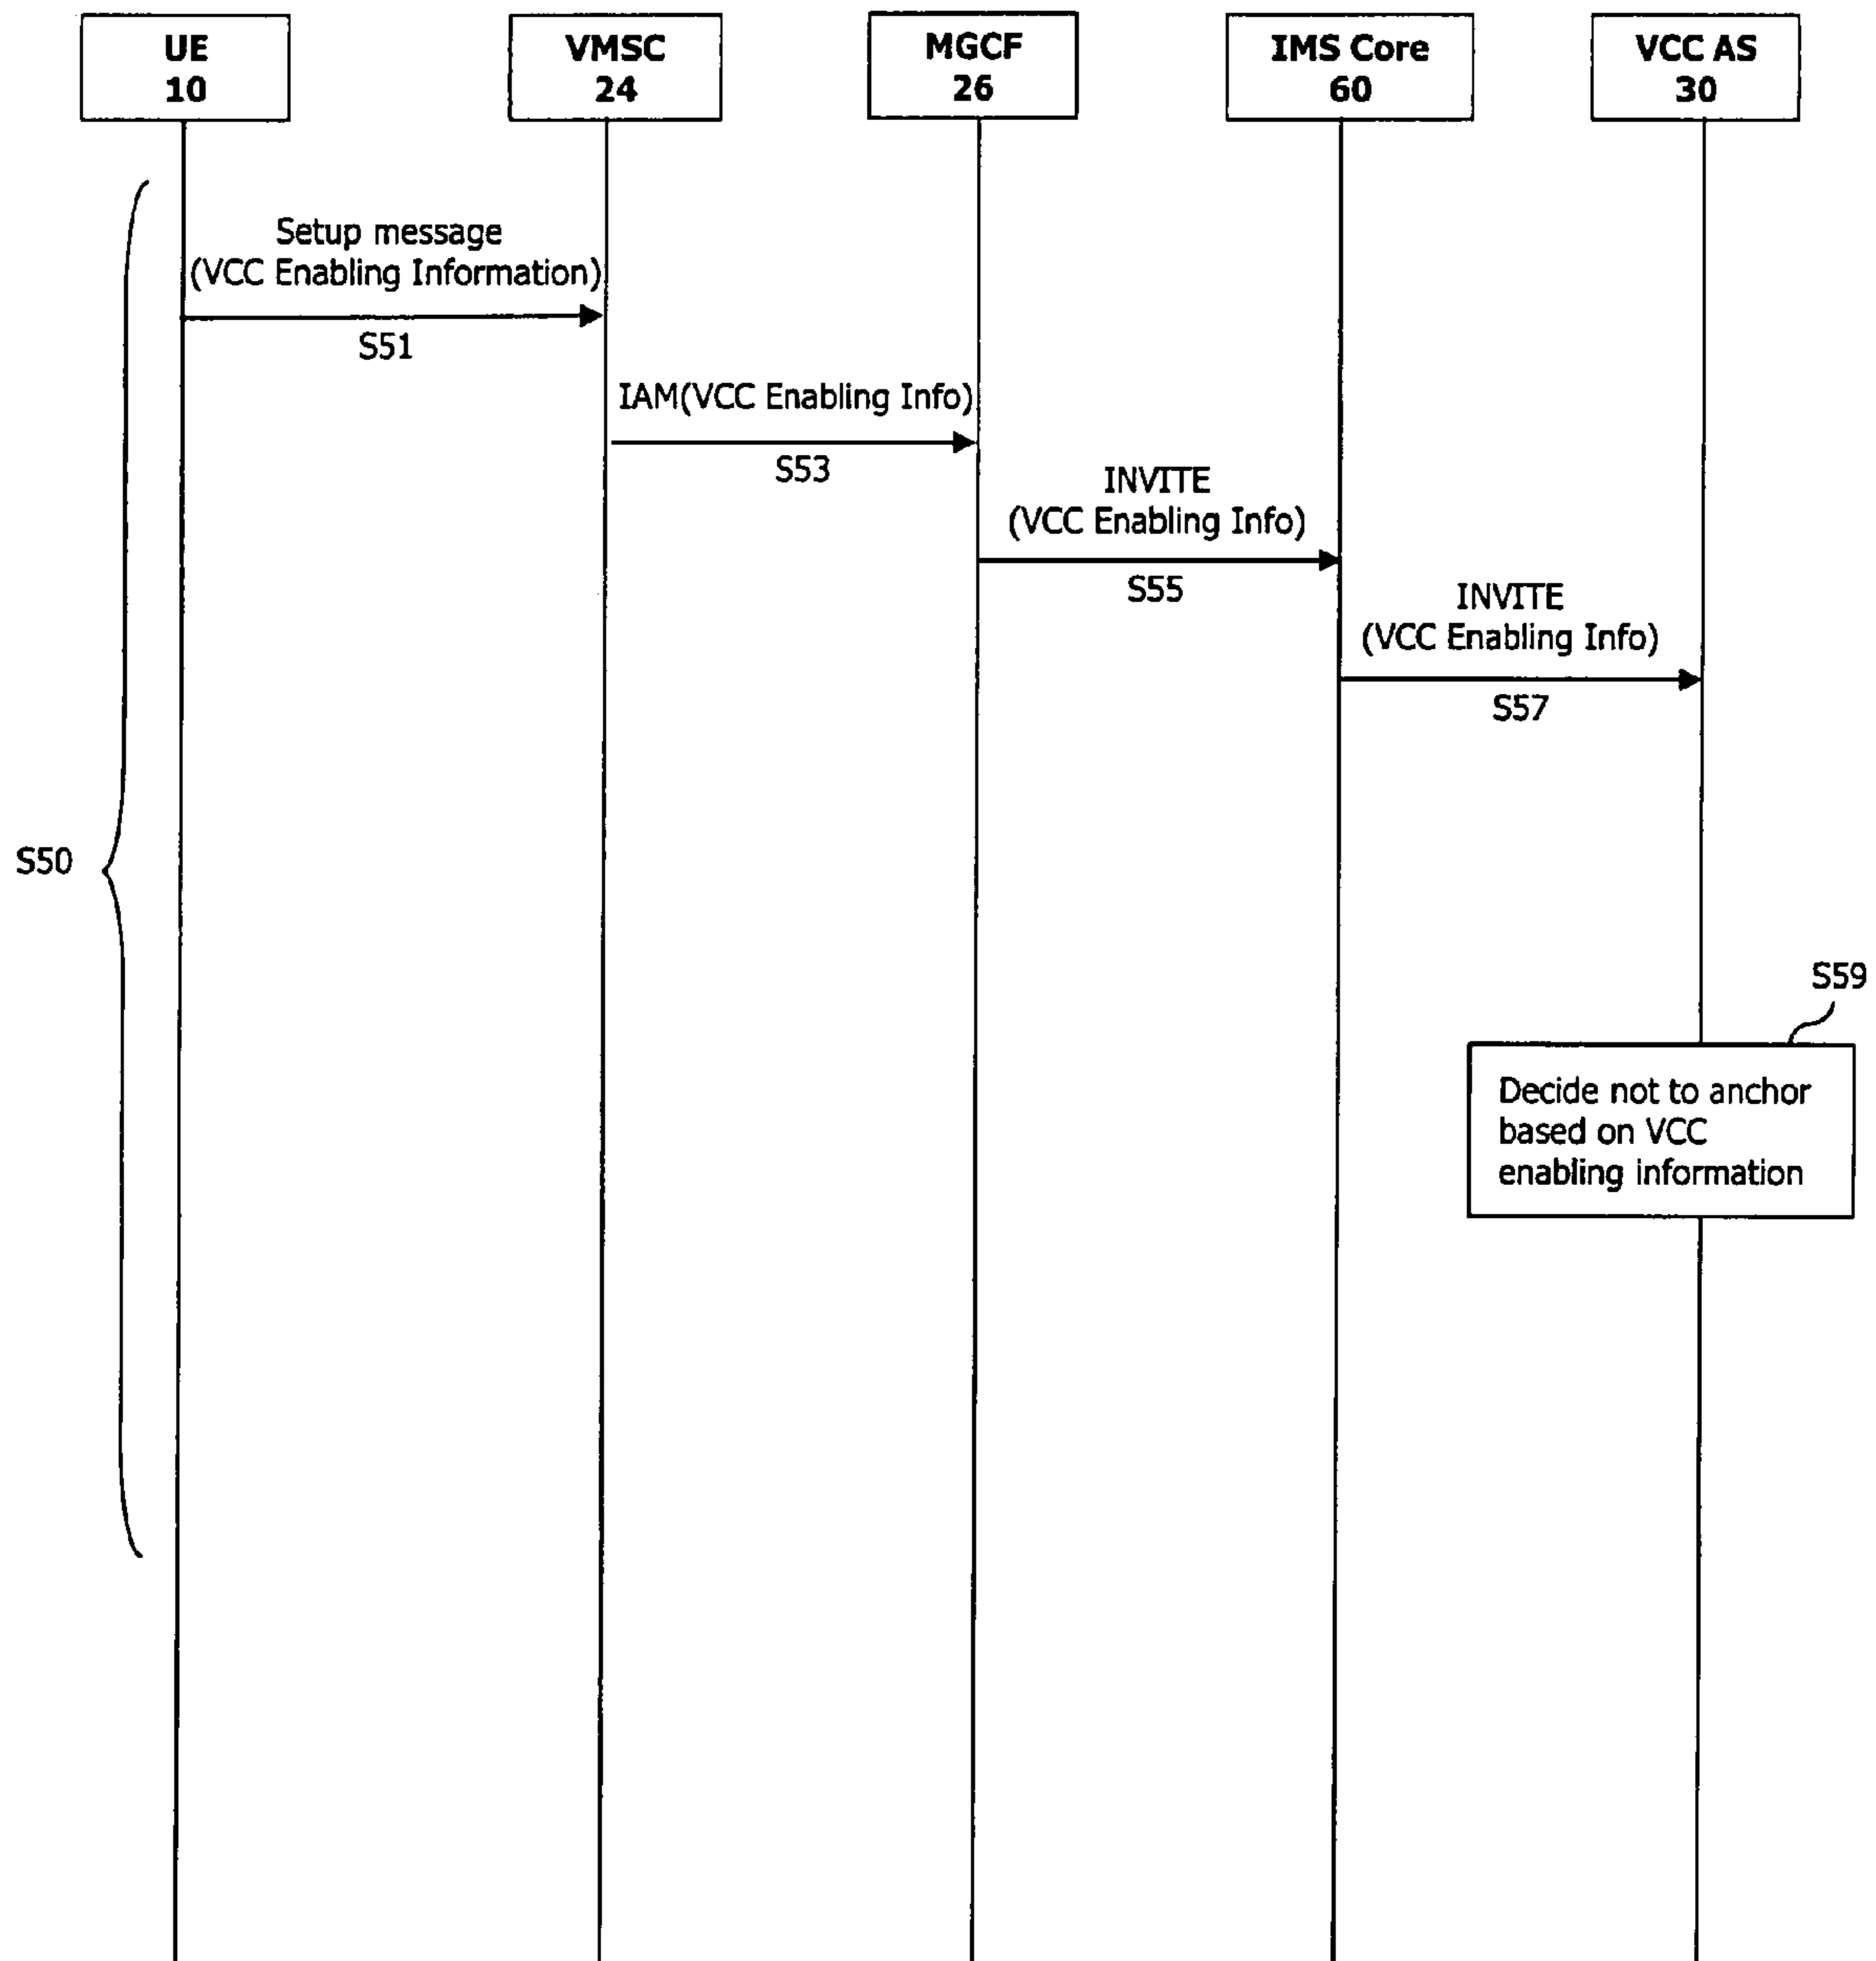 UE
10
VMSC
24
MGCF
26
IMS Core
60
VCC AS
30
Setup message
(VCC Enabling Information)
S51
IAM(VCC Enabling Info)
S53
INVITE
(VCC Enabling Info)
S55
INVITE
(VCC Enabling Info)
S57
S50
S59
Decide not to anchor
based on VCC
enabling information